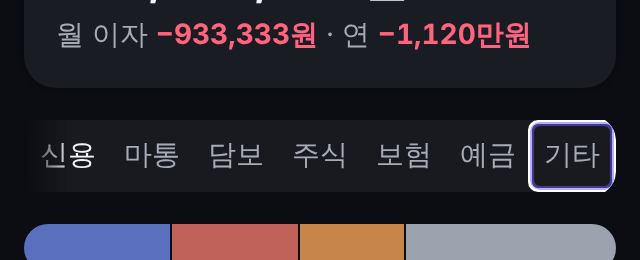 월 이자 −933,333원 · 연 −1,120만원
신용 마통 담보 주식 보험 예금 기타